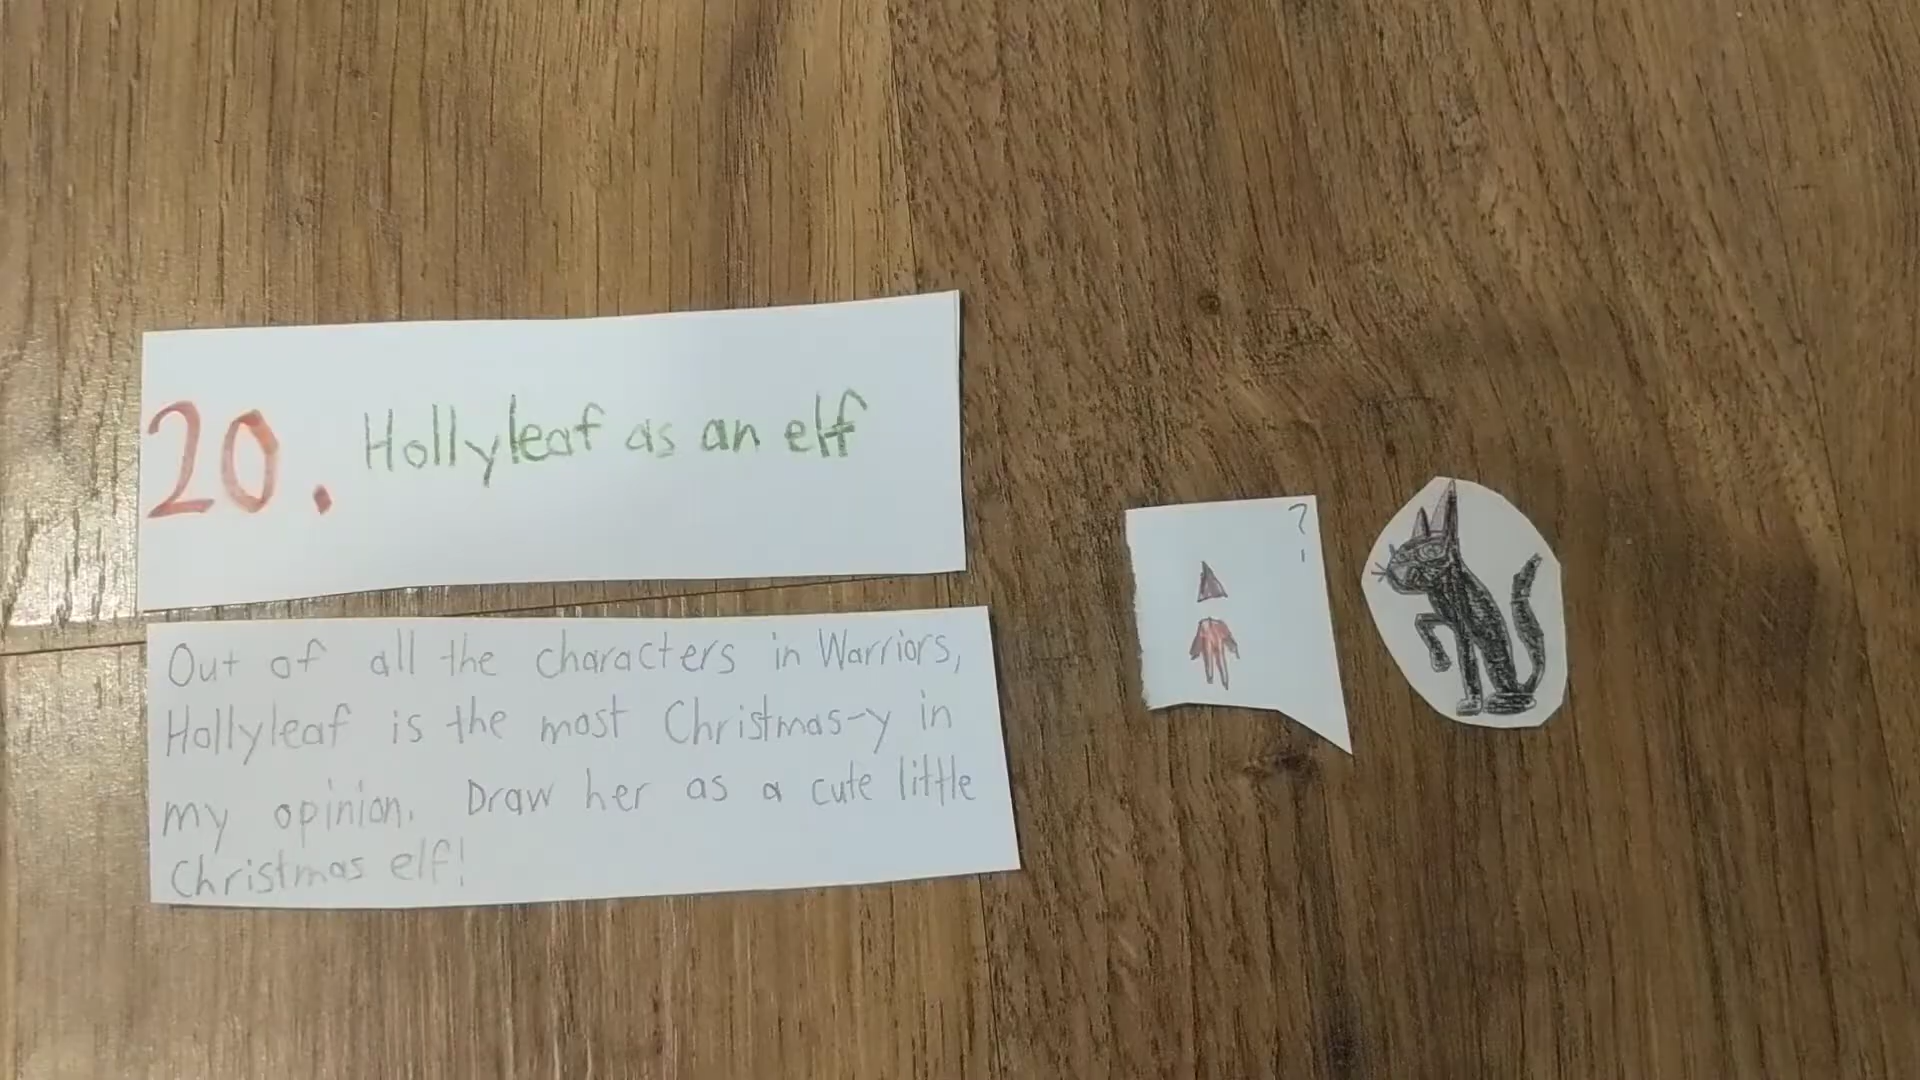 20. Hollyleaf as an elf
Out of all the characters in Warriors,
Hollyleaf is the most Christmas-y in
my opinion. Draw her as a cute little
Christmas elf!
?